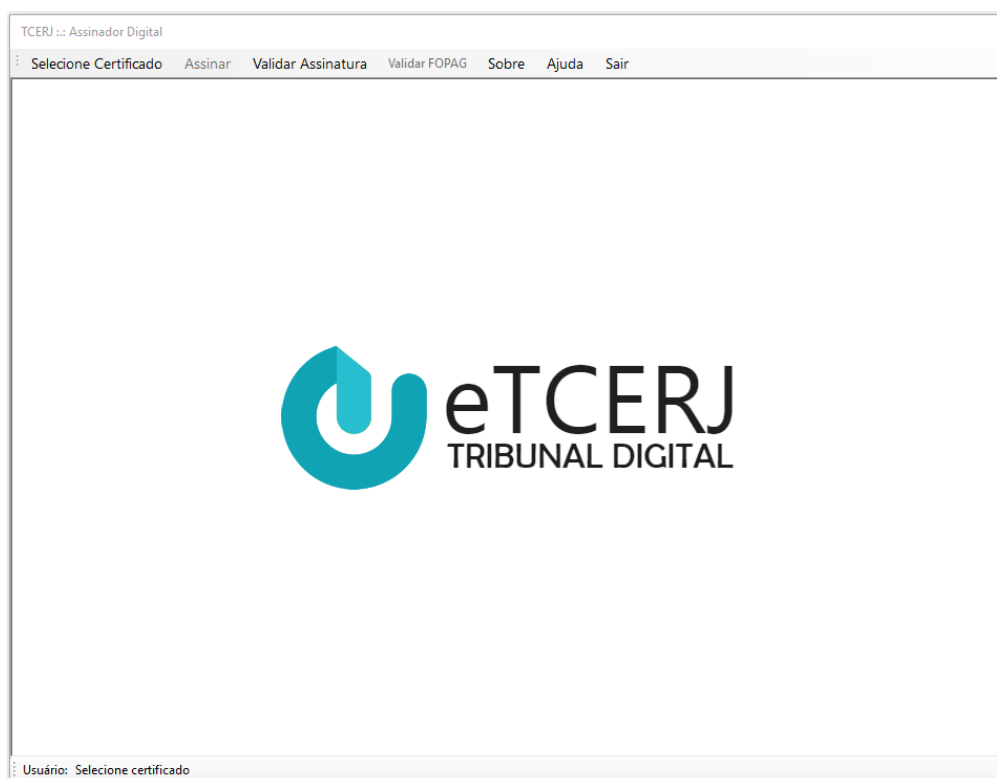 TCERJ :.: Assinador Digital
Selecione Certificado Assinar Validar Assinatura Validar FOPAG Sobre Ajuda Sair
eTCERJ
TRIBUNAL DIGITAL
Usuário: Selecione certificado